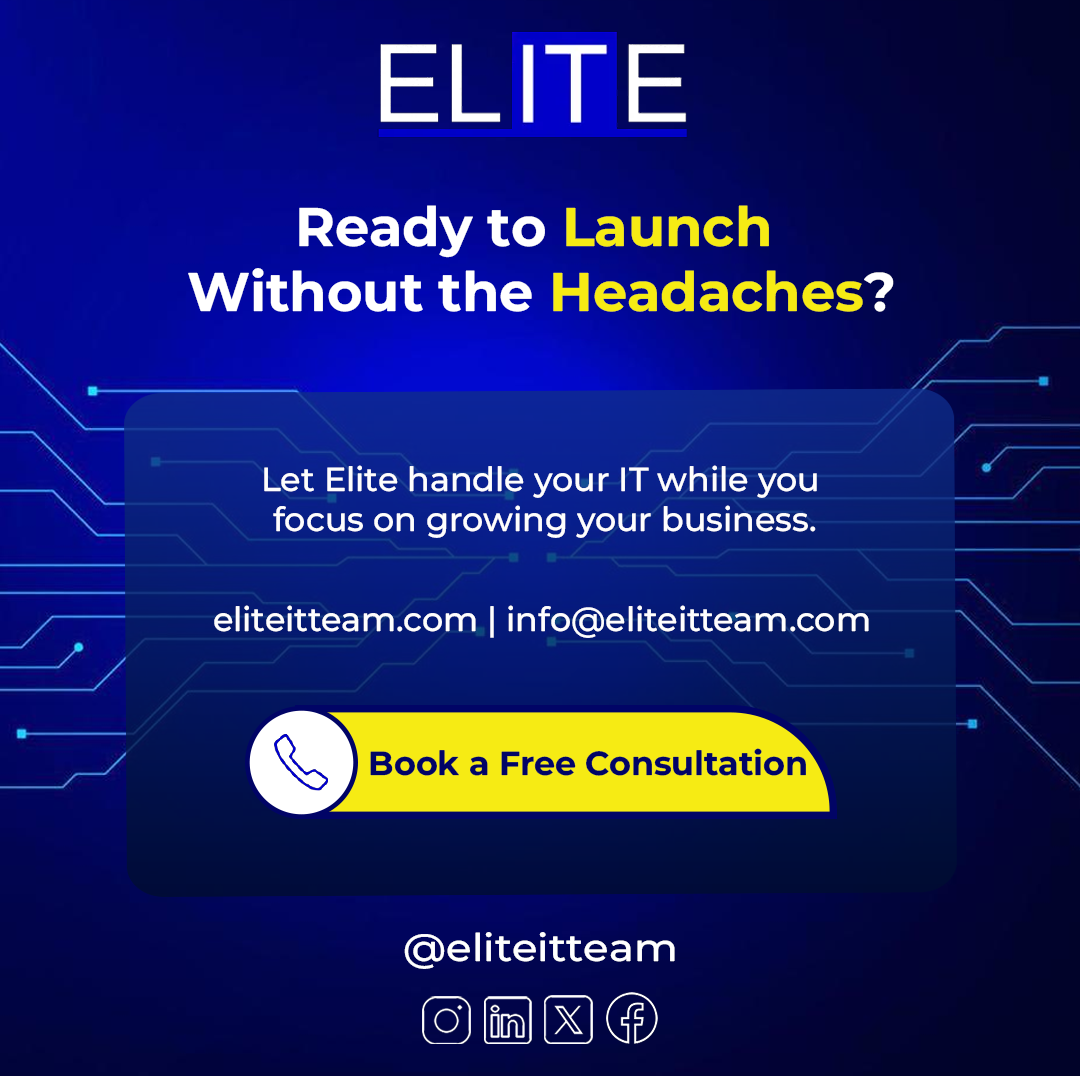 ELITE
Ready to Launch
Without the Headaches?
Let Elite handle your IT while you
focus on growing your business.
eliteitteam.com | info@eliteitteam.com
Book a Free Consultation
@eliteitteam
in X f